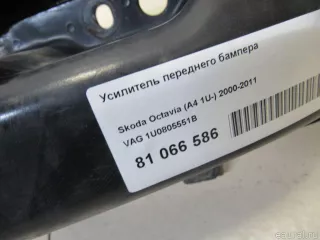 Усилитель переднего бампера
Skoda Octavia (A4 1U-) 2000-2011
VAG 1U0805551B
81 066 586